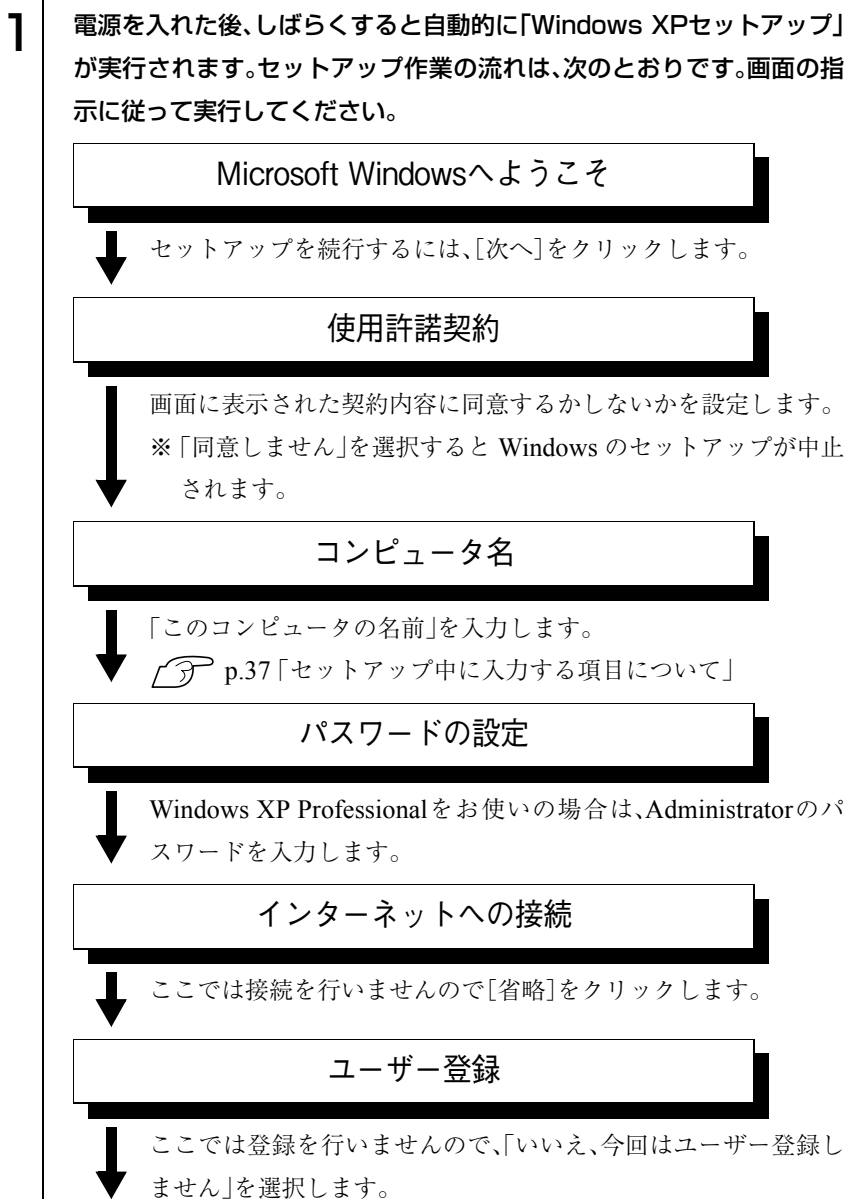 1
電源を入れた後、しばらくすると自動的に「Windows XPセットアップ」
が実行されます。セットアップ作業の流れは、次のとおりです。画面の指
示に従って実行してください。
Microsoft Windowsへようこそ
セットアップを続行するには、[次へ]をクリックします。
使用許諾契約
画面に表示された契約内容に同意するかしないかを設定します。
※「同意しません」を選択すると Windows のセットアップが中止
されます。
コンピュータ名
「このコンピュータの名前」を入力します。
p.37「セットアップ中に入力する項目について」
パスワードの設定
Windows XP Professionalをお使いの場合は、Administratorのパ
スワードを入力します。
インターネットへの接続
ここでは接続を行いませんので[省略]をクリックします。
ユーザー登録
ここでは登録を行いませんので、「いいえ、今回はユーザー登録し
ません」を選択します。